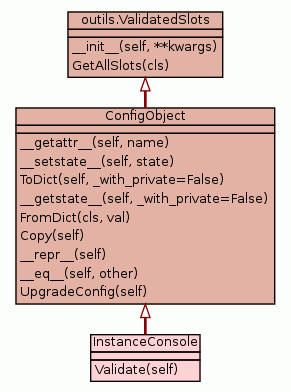 outils.ValidatedSlots
__init__(self, **kwargs)
GetAllSlots(cls)
ConfigObject
__getattr__(self, name)
__setstate__(self, state)
ToDict(self, _with_private=False)
__getstate__(self, _with_private=False)
FromDict(cls, val)
Copy(self)
__repr__(self)
__eq__(self, other)
UpgradeConfig(self)
InstanceConsole
Validate(self)